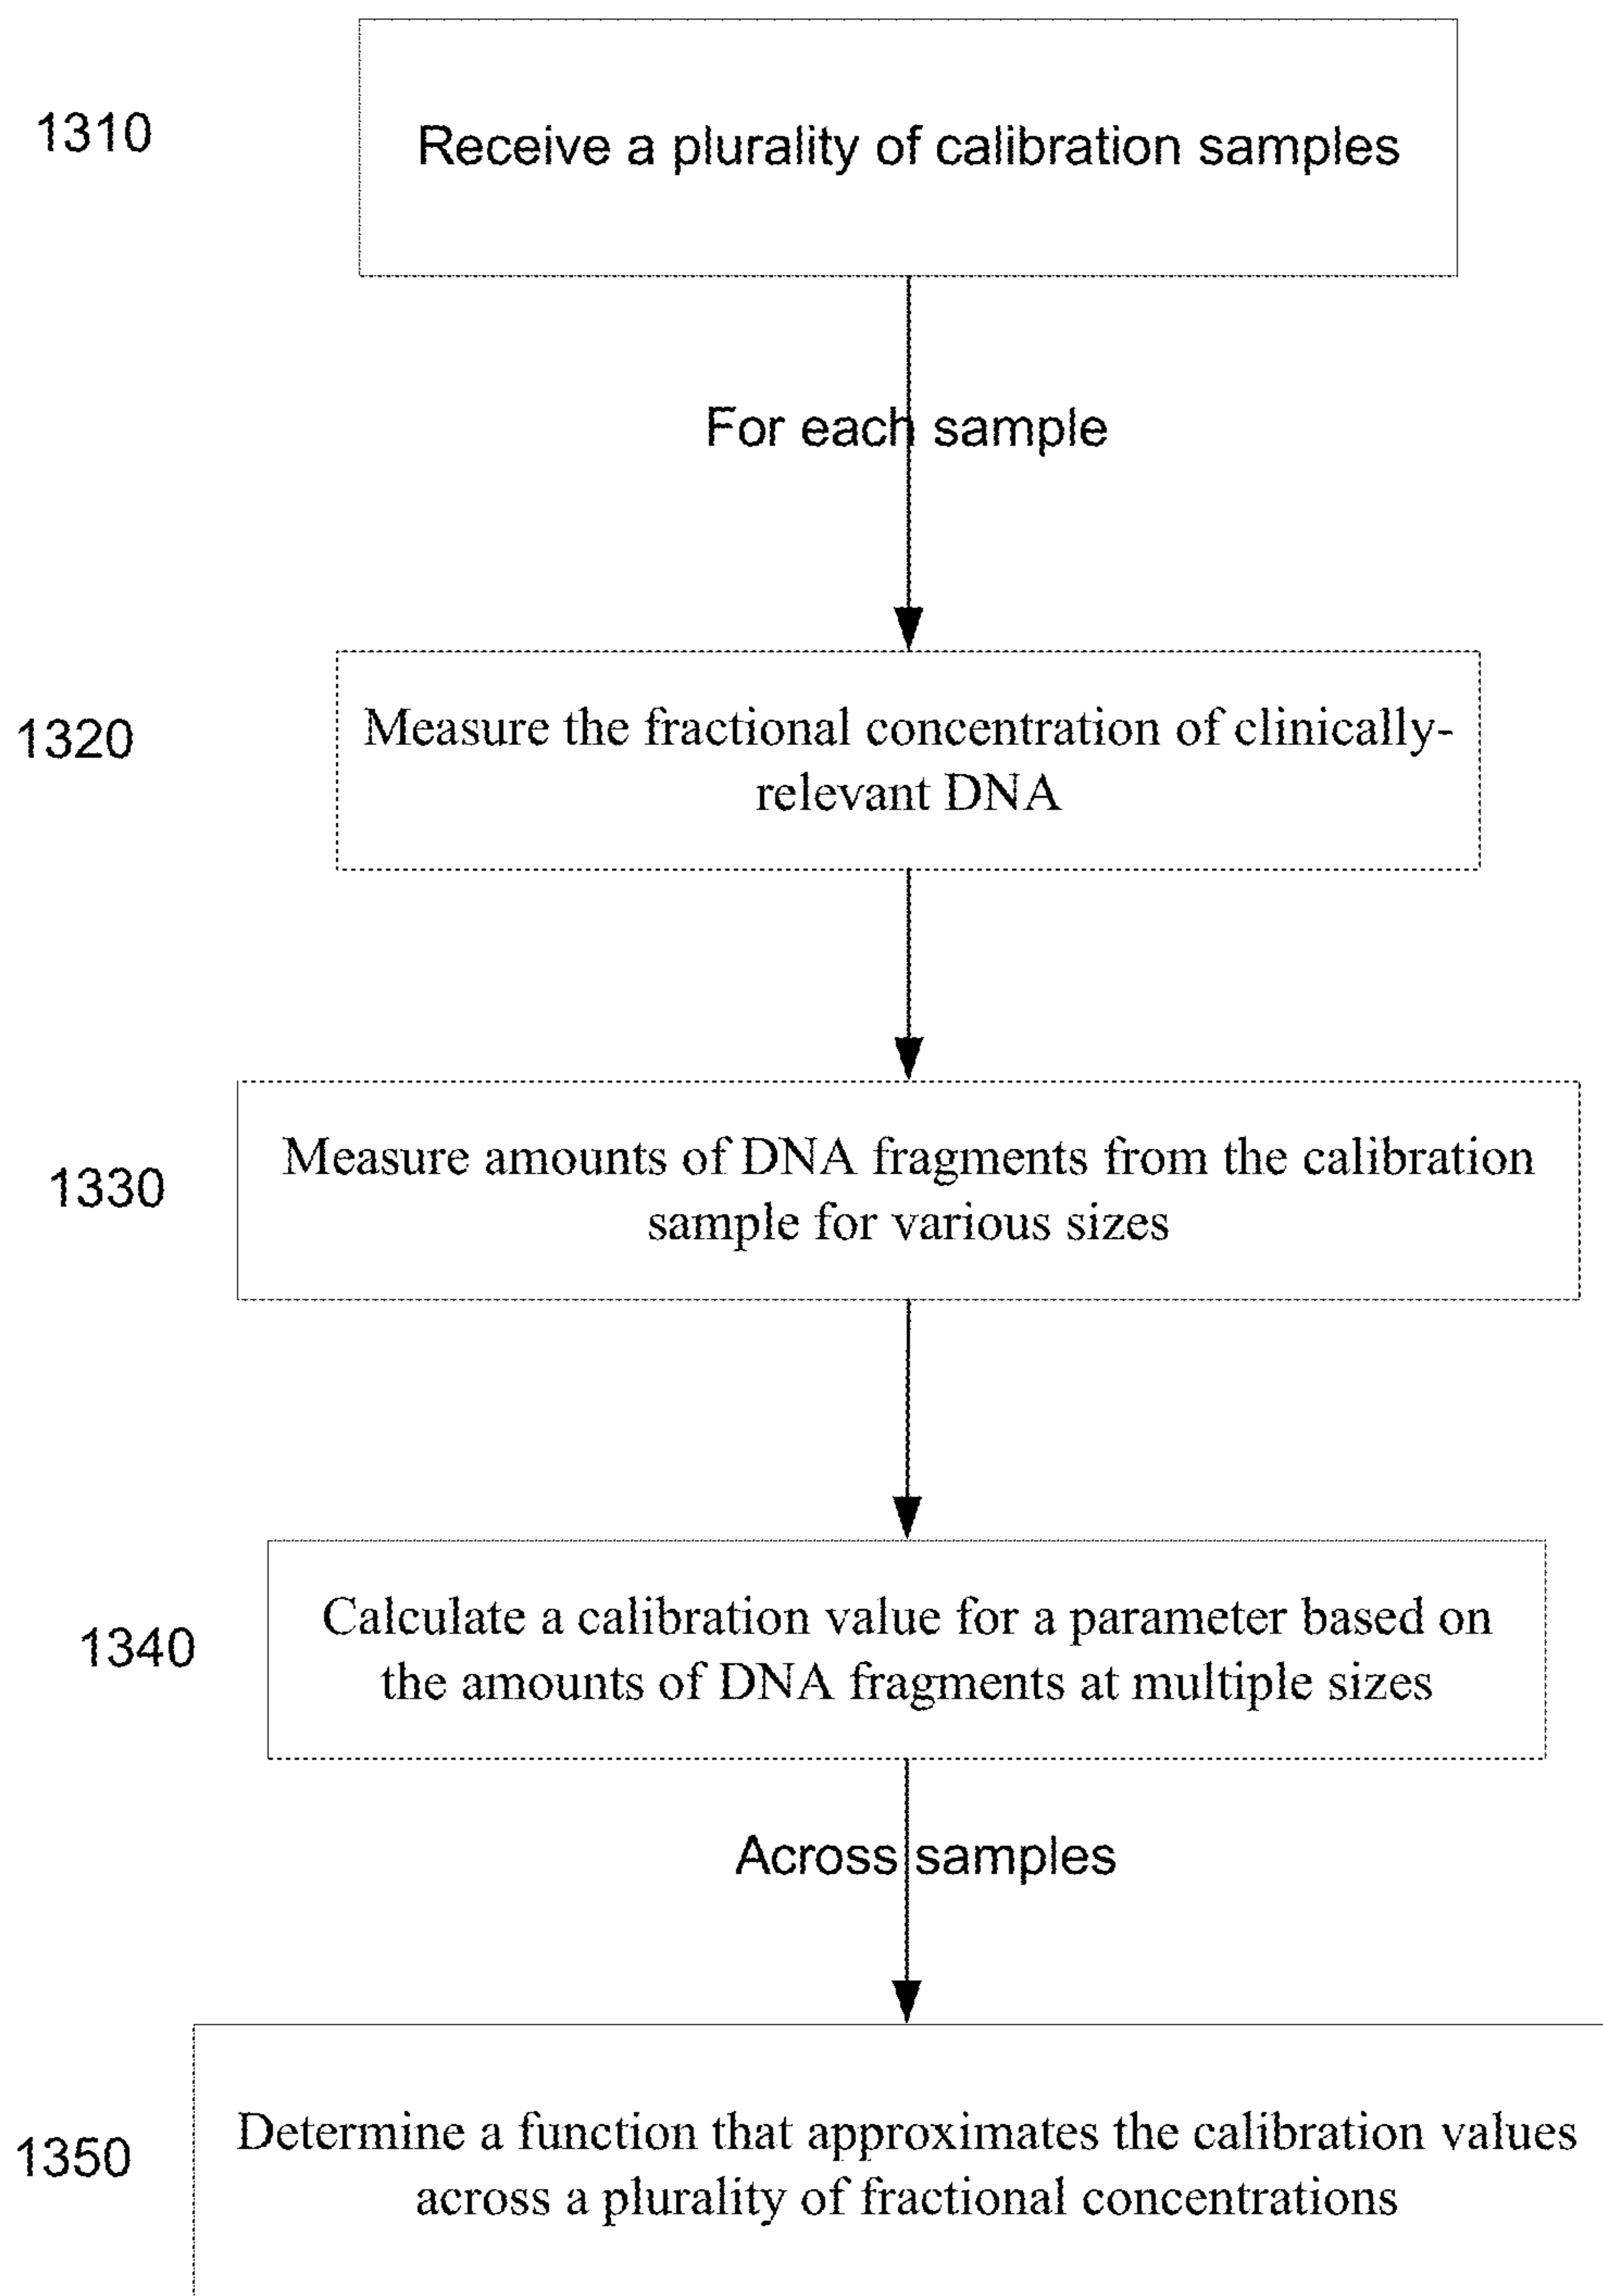 1310
Receive a plurality of calibration samples
For each sample
1320
Measure the fractional concentration of clinically-
relevant DNA
1330
Measure amounts of DNA fragments from the calibration
sample for various sizes
1340
Calculate a calibration value for a parameter based on
the amounts of DNA fragments at multiple sizes
Across samples
1350
Determine a function that approximates the calibration values
across a plurality of fractional concentrations